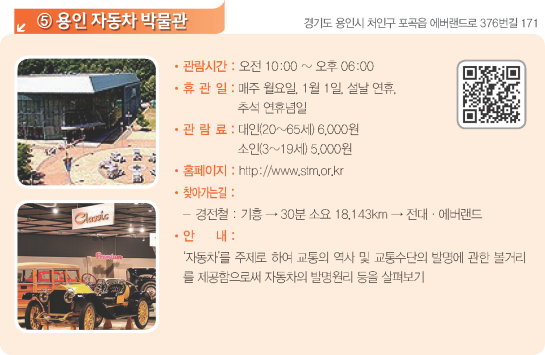 ⑤ 용인 자동차 박물관
경기도 용인시 처인구 포곡읍 에버랜드로 376번길 171
• 관람시간 : 오전 10:00 ~ 오후 06:00
• 휴 관 일 : 매주 월요일, 1월 1일, 설날 연휴,
추석 연휴념일
• 관 람 료 : 대인(20~65세) 6,000원
소인(3~19세) 5,000원
• 홈페이지 : http://www.stm.or.kr
• 찾아가는길 :
- 경전철 : 기흥 → 30분 소요 18,143km → 전대·에버랜드
• 안 내 :
'자동차'를 주제로 하여 교통의 역사 및 교통수단의 발명에 관한 볼거리
를 제공함으로써 자동차의 발명원리 등을 살펴보기
Classic